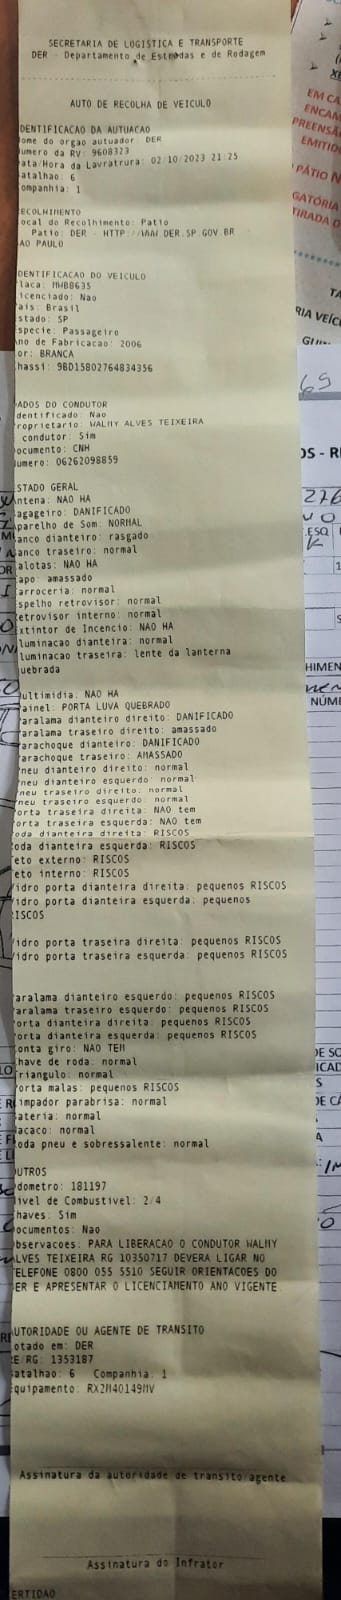 SECRETARIA DE LOGISTICA E TRANSPORTE
DER - Departamento de Estradas e de Rodagem
AUTO DE RECOLHA DE VEICULO
DENTIFICACAO DA AUTUACAO
ome do orgao autuador: DER
umero da RV: 9608323
ata/Hora da Lavratrura: 02/10/2023 21:25
atalhao: 6
ompanhia: 1
ECOLHIMENTO
ocal do Recolhimento: Patio
Patio: DER - HTTP://WWW.DER.SP.GOV.BR -
AO PAULO
DENTIFICACAO DO VEICULO
laca: MWB8635
icenciado: Nao
ais: Brasil
stado: SP
specie: Passageiro
no de Fabricacao: 2006
or: BRANCA
hassi: 9BD15802764834356
ADOS DO CONDUTOR
dentificado: Nao
roprietario: WALMY ALVES TEIXEIRA
condutor: Sim
ocumento: CNH
umero: 06262098859
STADO GERAL
ntena: NAO HA
agageiro: DANIFICADO
parelho de Som: NORMAL
anco dianteiro: rasgado
anco traseiro: normal
alotas: NAO HA
apo: amassado
arroceria: normal
spelho retrovisor: normal
etrovisor interno: normal
xtintor de Incencio: NAO HA
luminacao dianteira: normal
luminacao traseira: lente da lanterna
uebrada
ultimidia: NAO HA
ainel: PORTA LUVA QUEBRADO
aralama dianteiro direito: DANIFICADO
aralama traseiro direito: amassado
arachoque dianteiro: DANIFICADO
arachoque traseiro: AMASSADO
neu dianteiro direito: normal
neu dianteiro esquerdo: normal
neu traseiro direito: normal
neu traseiro esquerdo: normal
orta traseira direita: NAO tem
orta traseira esquerda: NAO tem
oda dianteira direita: RISCOS
oda dianteira esquerda: RISCOS
eto externo: RISCOS
eto interno: RISCOS
idro porta dianteira direita: pequenos RISCOS
idro porta dianteira esquerda: pequenos
ISCOS
idro porta traseira direita: pequenos RISCOS
idro porta traseira esquerda: pequenos RISCOS
aralama dianteiro esquerdo: pequenos RISCOS
aralama traseiro esquerdo: pequenos RISCOS
orta dianteira direita: pequenos RISCOS
orta dianteira esquerda: pequenos RISCOS
onta giro: NAO TEM
have de roda: normal
riangulo: normal
orta malas: pequenos RISCOS
impador parabrisa: normal
ateria: normal
acaco: normal
oda pneu e sobressalente: normal
UTROS
dometro: 181197
ivel de Combustivel: 2/4
haves: Sim
ocumentos: Nao
bservacoes: PARA LIBERACAO O CONDUTOR WALMY
ALVES TEIXEIRA RG 10350717 DEVERA LIGAR NO
TELEFONE 0800 055 5510 SEGUIR ORIENTACOES DO
DER E APRESENTAR O LICENCIAMENTO ANO VIGENTE.
UTORIDADE OU AGENTE DE TRANSITO
otado em: DER
E/RG: 1353187
atalhao: 6 Companhia: 1
quipamento: RX2M40149MV
Assinatura da autoridade de transito/agente
Assinatura do Infrator
ERTIDAO